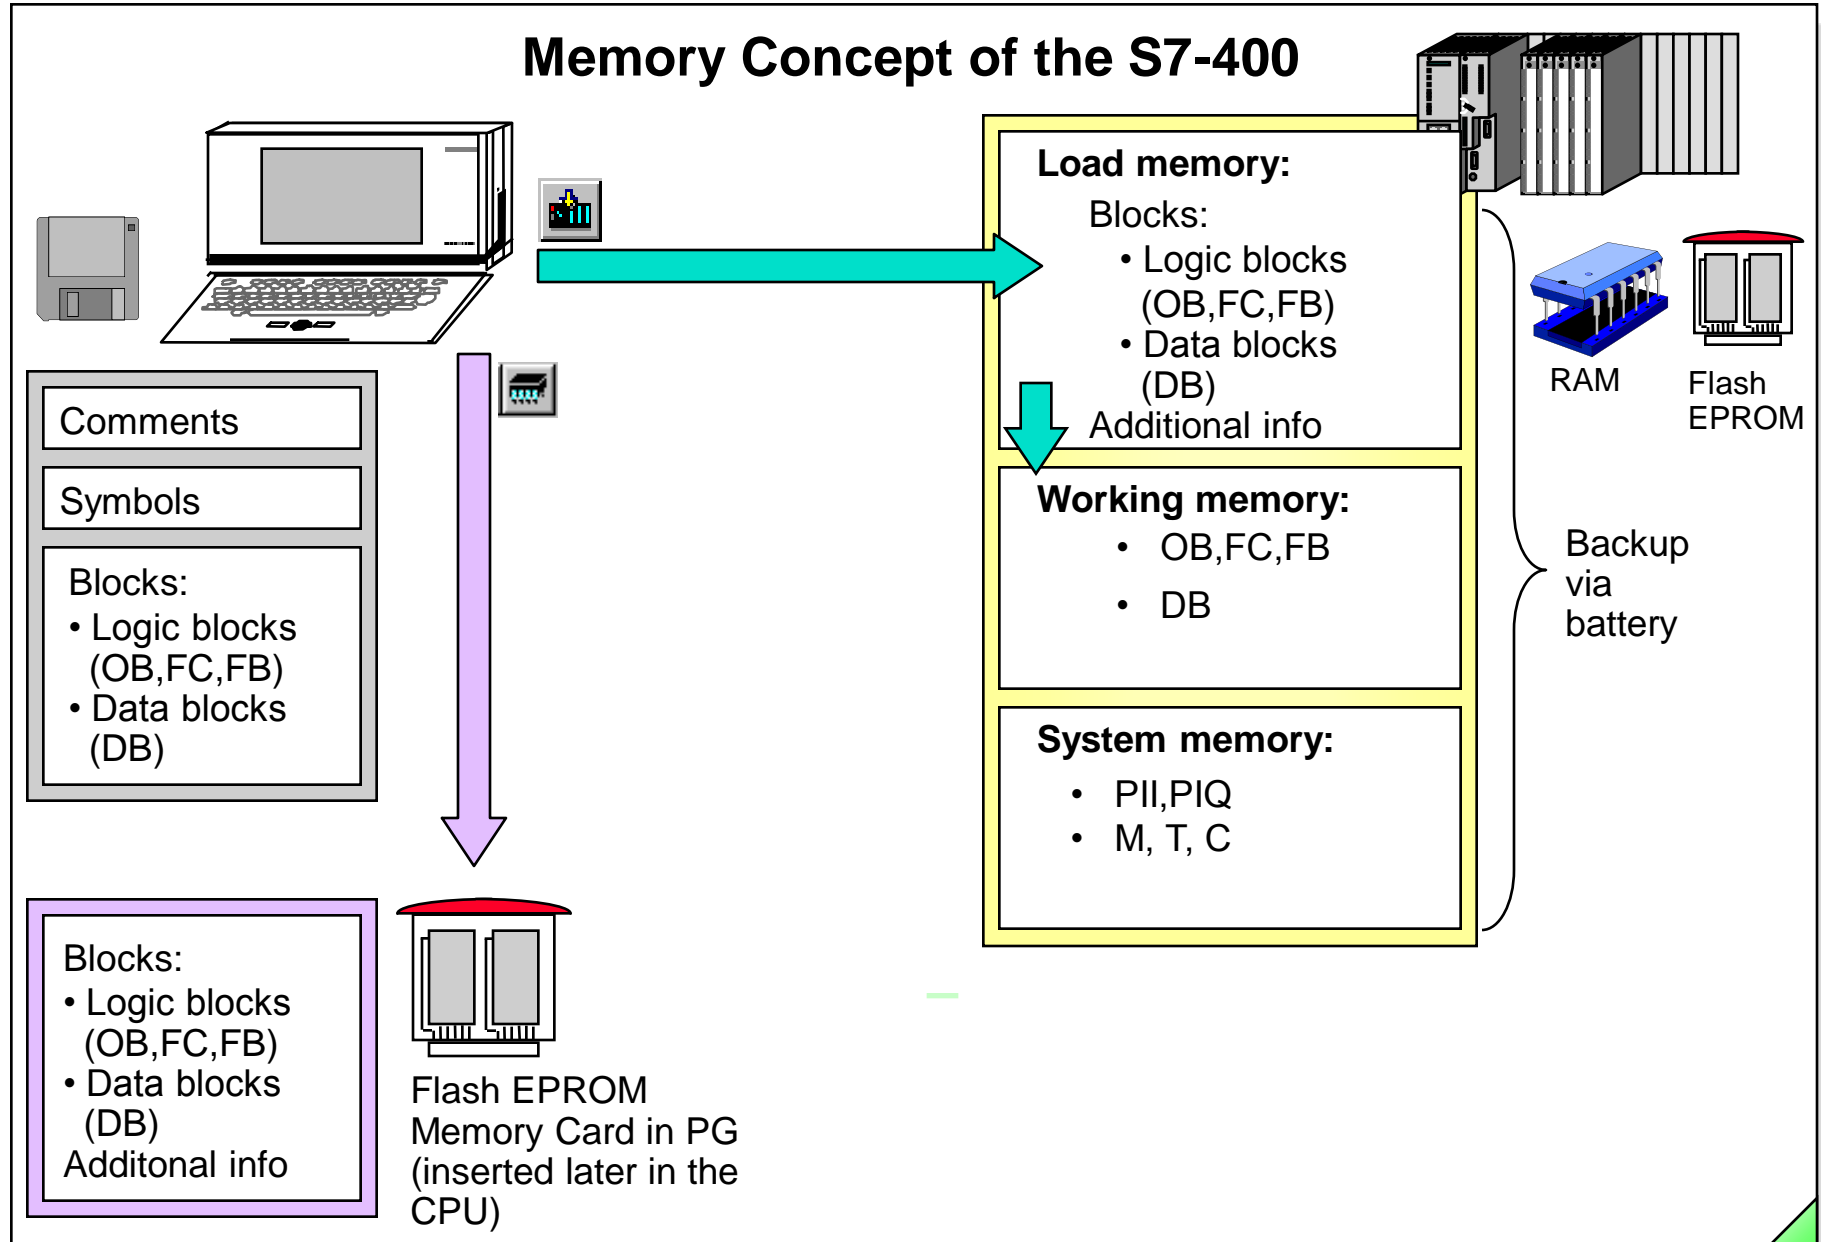 Memory Concept of the S7-400
Load memory:
Blocks:
• Logic blocks
(OB,FC,FB)
• Data blocks
(DB)
Additional info
RAM
Flash
EPROM
Working memory:
• OB,FC,FB
• DB
Backup
via
battery
System memory:
• PII,PIQ
• M, T, C
Comments
Symbols
Blocks:
• Logic blocks
(OB,FC,FB)
• Data blocks
(DB)
Blocks:
• Logic blocks
(OB,FC,FB)
• Data blocks
(DB)
Additonal info
Flash EPROM
Memory Card in PG
(inserted later in the
CPU)